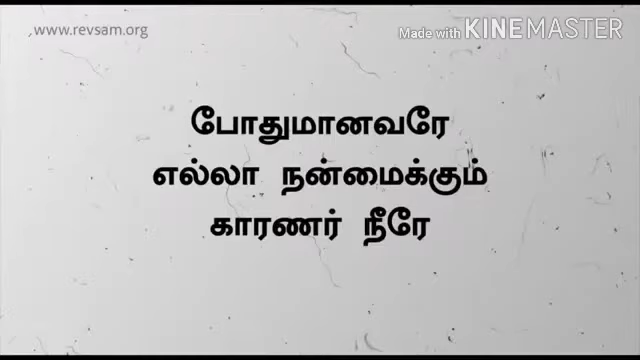 www.revsam.org
Made with KINEMASTER
போதுமானவரே
எல்லா நன்மைக்கும்
காரணர் நீரே